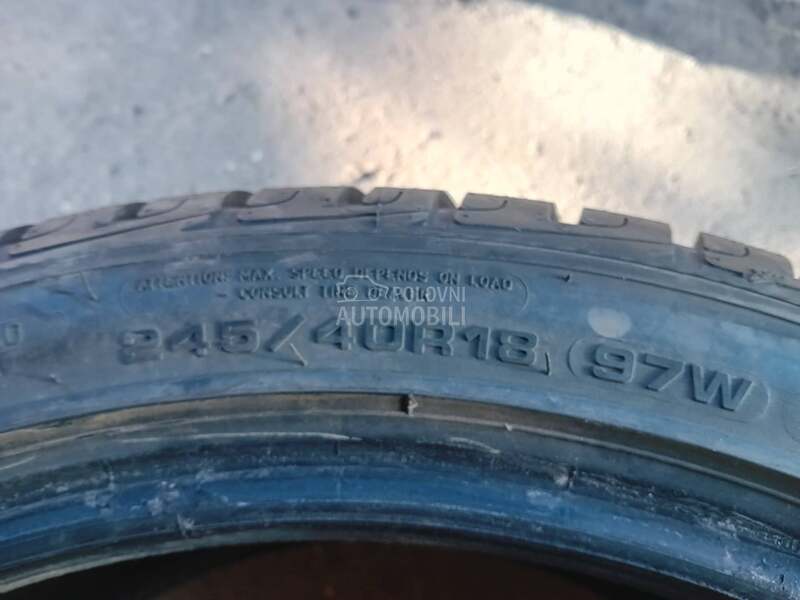 ATTENTION: MAX. SPEED DEPENDS ON LOAD
- CONSULT TIRE
POLOVNI
AUTOMOBILI
245/40R18 97W